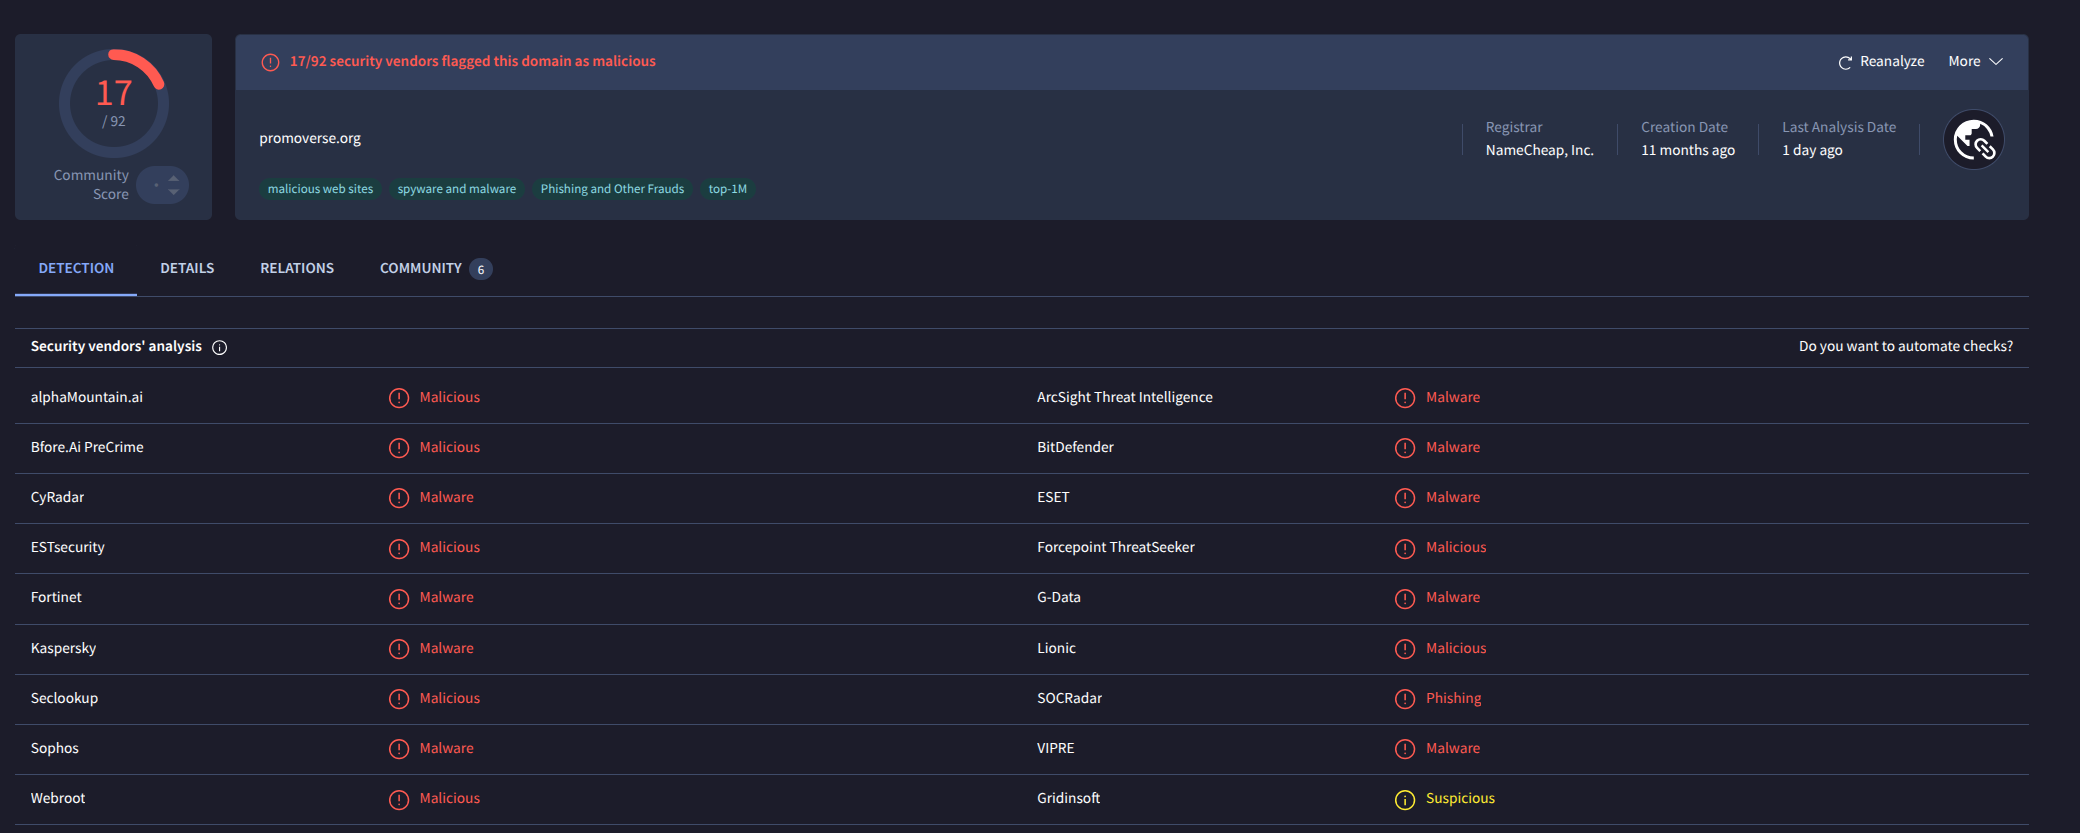 17/92 security vendors flagged this domain as malicious
Reanalyze
More
17
/ 92
Community
Score
promoverse.org
malicious web sites
spyware and malware
Phishing and Other Frauds
top-1M
Registrar
NameCheap, Inc.
Creation Date
11 months ago
Last Analysis Date
1 day ago
DETECTION
DETAILS
RELATIONS
COMMUNITY 6
Security vendors' analysis
Do you want to automate checks?
alphaMountain.ai Malicious
ArcSight Threat Intelligence Malware
Bfore.Ai PreCrime Malicious
BitDefender Malware
CyRadar Malware
ESET Malware
ESTsecurity Malicious
Forcepoint ThreatSeeker Malicious
Fortinet Malware
G-Data Malware
Kaspersky Malware
Lionic Malicious
Seclookup Malicious
SOCRadar Phishing
Sophos Malware
VIPRE Malware
Webroot Malicious
Gridinsoft Suspicious